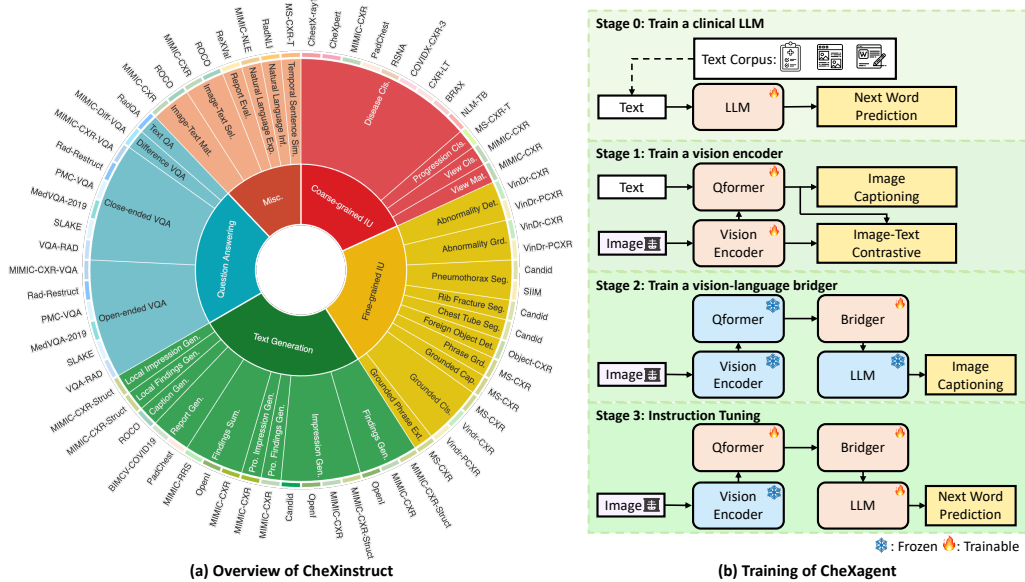 ChestX-ray1
CheXpert
MIMIC-CXR
PadChest
RSNA
COVIDX-CXR-3
CXR-LT
BRAX
NLM-TB
MS-CXR-T
MIMIC-CXR
MIMIC-CXR
VinDr-CXR
VinDr-PCXR
VinDr-CXR
VinDr-PCXR
Candid
SIIM
Candid
Candid
Object-CXR
MS-CXR
MS-CXR
MS-CXR
Vindr-CXR
Vindr-PCXR
MS-CXR
MIMIC-CXR-Struct
MIMIC-CXR
OpenI
MIMIC-CXR-Struct
MIMIC-CXR
OpenI
Candid
MIMIC-CXR
MIMIC-CXR
OpenI
MIMIC-RRS
PadChest
BIMCV-COVID19
ROCO
MIMIC-CXR-Struct
MIMIC-CXR-Struct
VQA-RAD
SLAKE
MedVQA-2019
PMC-VQA
Rad-Restruct
MIMIC-CXR-VQA
VQA-RAD
SLAKE
MedVQA-2019
PMC-VQA
Rad-Restruct
MIMIC-CXR-VQA
MIMIC-Diff-VQA
RadQA
MIMIC-CXR
ROCO
MIMIC-CXR
ROCO
ReXVal
MIMIC-NLE
RadNLI
MS-CXR-T
Disease Cls.
Progression Cls.
View Cls.
View Mat.
Abnormality Det.
Abnormality Grd.
Pneumothorax Seg.
Rib Fracture Seg.
Chest Tube Seg.
Foreign Object Det.
Phrase Grd.
Grounded Cap.
Grounded Cls.
Grounded Phrase Ext.
Findings Gen.
Impression Gen.
Pro. Findings Gen.
Pro. Impression Gen.
Findings Sum.
Report Gen.
Caption Gen.
Local Findings Gen.
Local Impression Gen.
Open-ended VQA
Close-ended VQA
Difference VQA
Text QA
Image-Text Mat.
Image-Text Sel.
Report Eval.
Natural Language Exp.
Natural Language Inf.
Temporal Sentence Sim.
Coarse-grained IU
Fine-grained IU
Text Generation
Question Answering
Misc.
(a) Overview of CheXinstruct
Stage 0: Train a clinical LLM
Text Corpus:
Text
LLM
Next Word
Prediction
Stage 1: Train a vision encoder
Text
Qformer
Image
Captioning
Image
Vision
Encoder
Image-Text
Contrastive
Stage 2: Train a vision-language bridger
Qformer
Bridger
Image
Vision
Encoder
LLM
Image
Captioning
Stage 3: Instruction Tuning
Qformer
Bridger
Image
Vision
Encoder
LLM
Next Word
Prediction
: Frozen
: Trainable
(b) Training of CheXagent